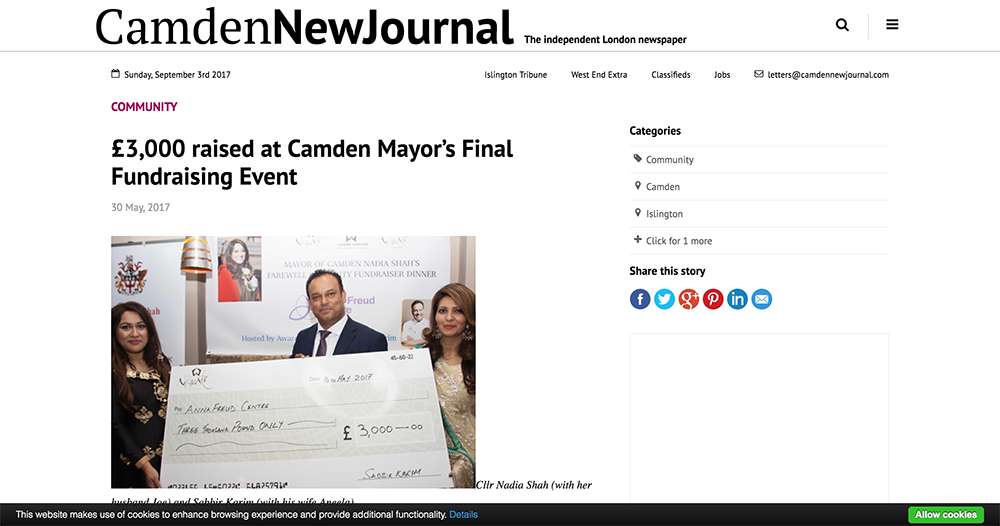 CamdenNewJournal The independent London newspaper
Sunday, September 3rd 2017 Islington Tribune West End Extra Classifieds Jobs letters@camdennewjournal.com
COMMUNITY
£3,000 raised at Camden Mayor's Final
Fundraising Event
30 May, 2017
MAYOR OF CAMDEN NADIA SHAH'S
FAREWELL
FUNDRAISER DINNER
Freud
Hosted by
45-60-22
Date 16th MAY 2017
Pay ANNA FREUD CENTRE
THREE THOUSAND POUND ONLY
£ 3,000—00
SABBIR KARIM
Cllr Nadia Shah (with her
husband Joe) and Sabbir Karim (with his wife Aneela)
Categories
Community
Camden
Islington
Click for 1 more
Share this story
This website makes use of cookies to enhance browsing experience and provide additional functionality. Details Allow cookies